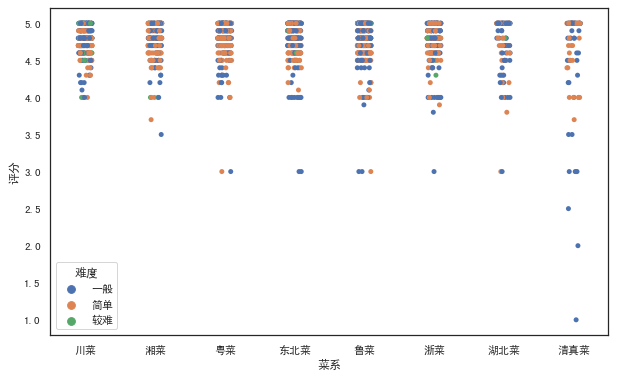 评分
5. 0
4. 5
4. 0
3. 5
3. 0
2. 5
2. 0
1. 5
1. 0
难度
一般
简单
较难
川菜 湘菜 粤菜 东北菜 鲁菜 浙菜 湖北菜 清真菜
菜系